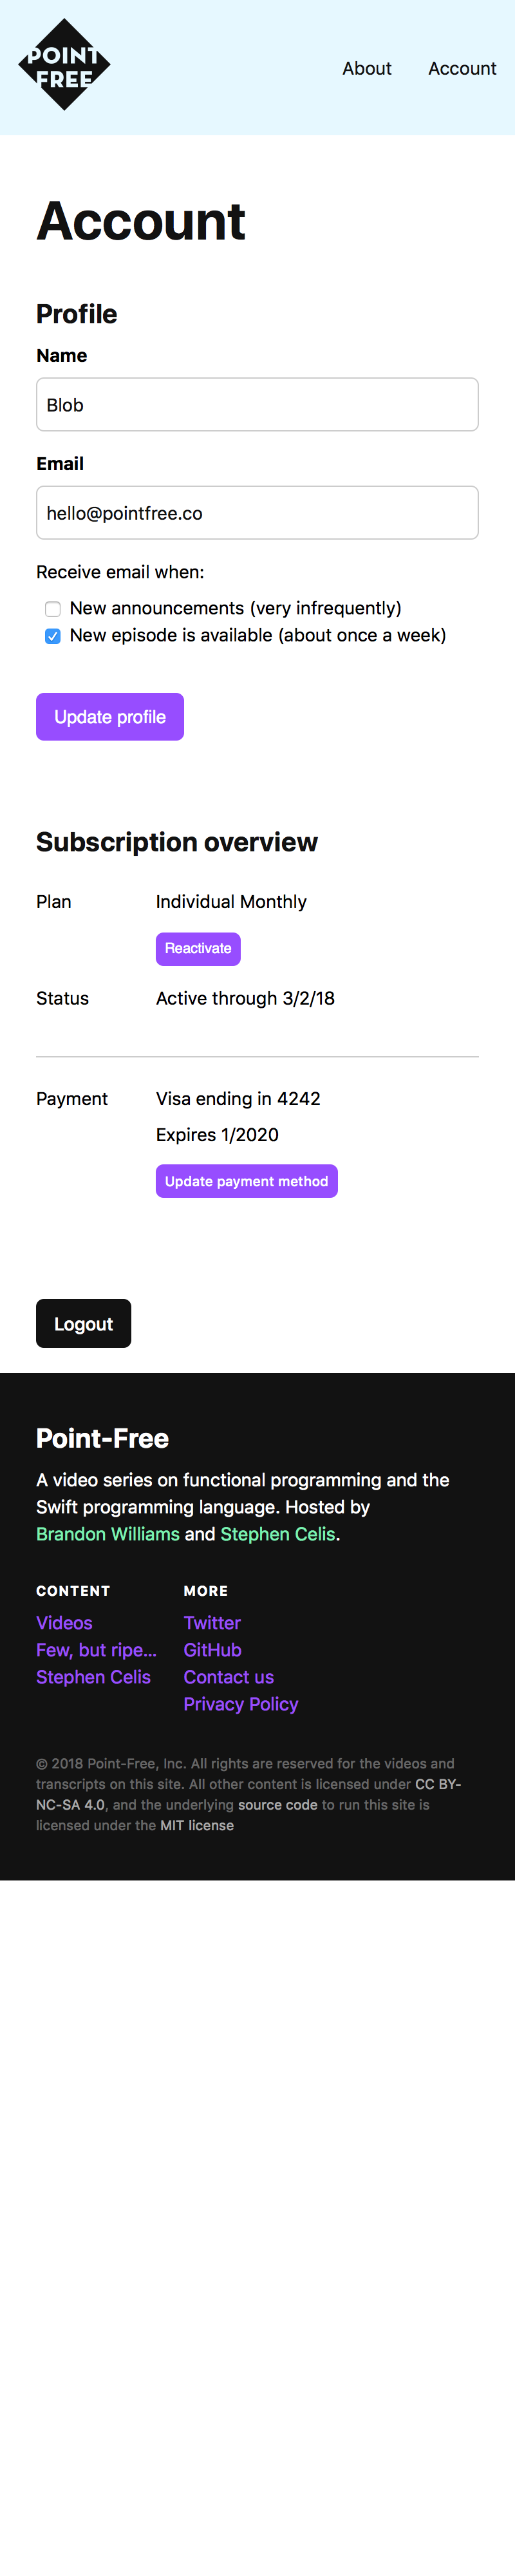 POINT
FREE
About Account
Account
Profile
Name
Blob
Email
hello@pointfree.co
Receive email when:
New announcements (very infrequently)
New episode is available (about once a week)
Update profile
Subscription overview
Plan Individual Monthly
Reactivate
Status Active through 3/2/18
Payment Visa ending in 4242
Expires 1/2020
Update payment method
Logout
Point-Free
A video series on functional programming and the
Swift programming language. Hosted by
Brandon Williams and Stephen Celis.
CONTENT MORE
Videos Twitter
Few, but ripe... GitHub
Stephen Celis Contact us
Privacy Policy
© 2018 Point-Free, Inc. All rights are reserved for the videos and
transcripts on this site. All other content is licensed under CC BY-
NC-SA 4.0, and the underlying source code to run this site is
licensed under the MIT license